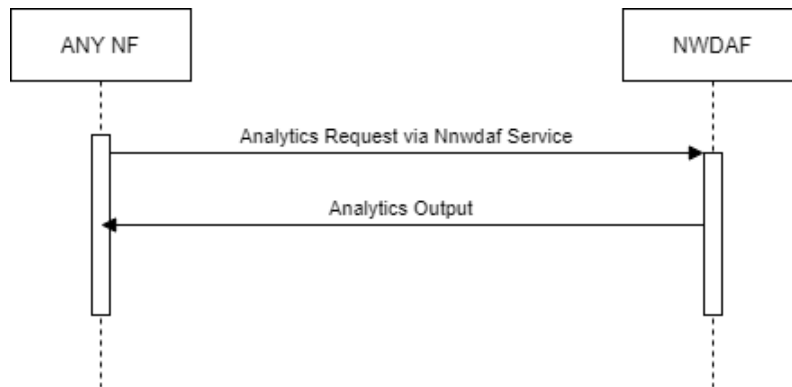 ANY NF
NWDAF
Analytics Request via Nnwdaf Service
Analytics Output